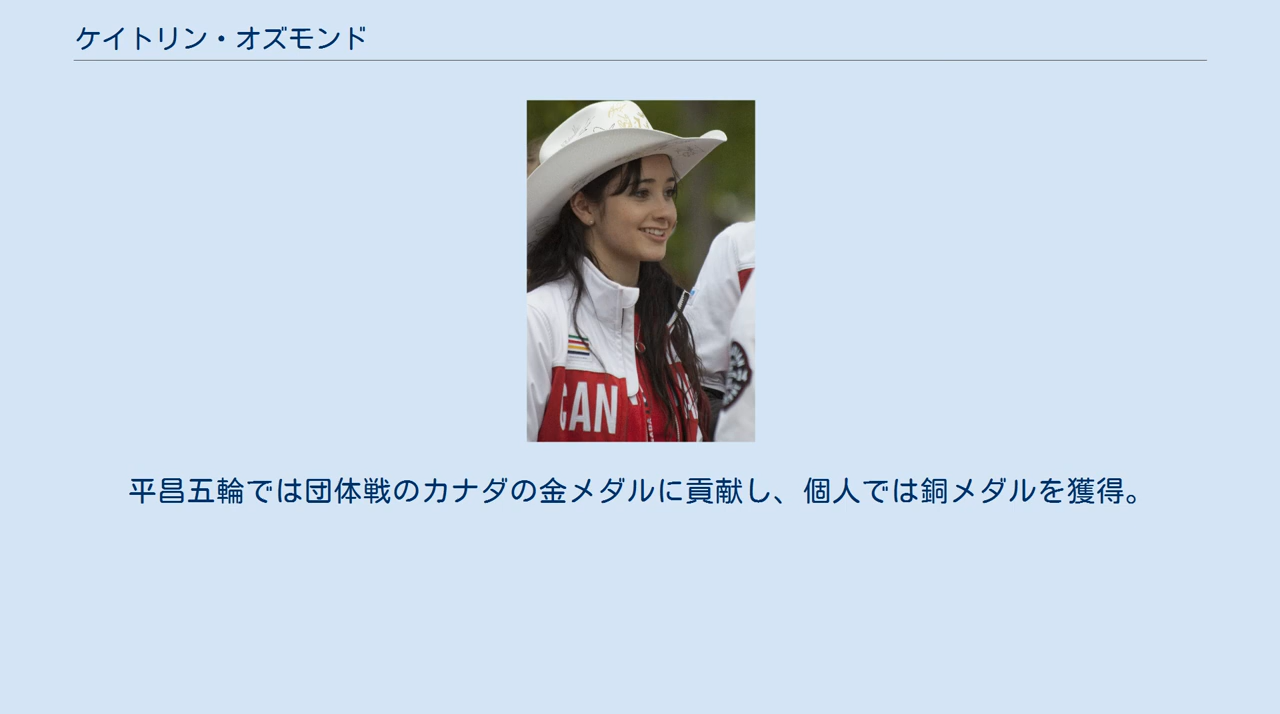 ケイトリン・オズモンド
CAN
平昌五輪では団体戦のカナダの金メダルに貢献し、個人では銅メダルを獲得。